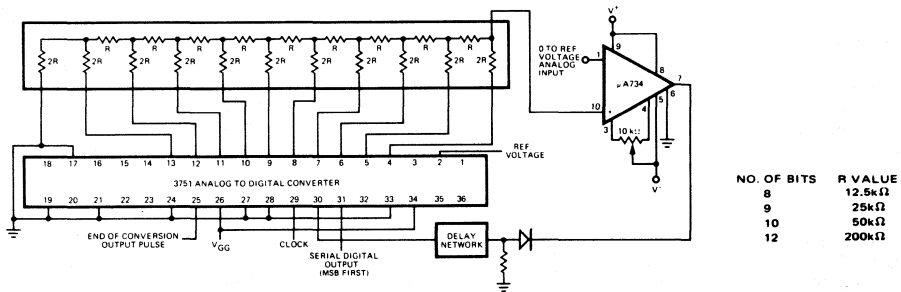 V+
R R R R R R R R R
2R 2R 2R 2R 2R 2R 2R 2R 2R 2R 2R
0 TO REF
VOLTAGE
ANALOG
INPUT
1
9
8
7
μA734
6
5
4
10
3
10 kΩ
V-
18 17 16 15 14 13 12 11 10 9 8 7 6 5 4 3 2 1
REF
VOLTAGE
3751 ANALOG TO DIGITAL CONVERTER
19 20 21 22 23 24 25 26 27 28 29 30 31 32 33 34 35 36
END OF CONVERSION
OUTPUT PULSE
VGG
CLOCK
SERIAL DIGITAL
OUTPUT
(MSB FIRST)
DELAY
NETWORK
NO. OF BITS R VALUE
8 12.5kΩ
9 25kΩ
10 50kΩ
12 200kΩ